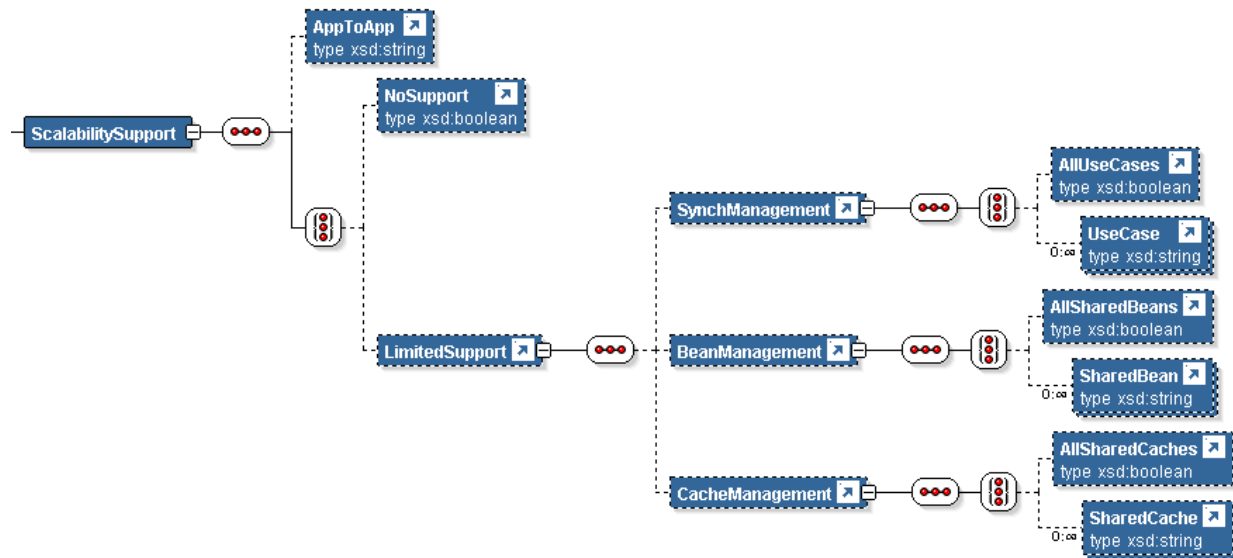 AppToApp
type xsd:string
NoSupport
type xsd:boolean
ScalabilitySupport
AllUseCases
type xsd:boolean
SynchManagement
UseCase
type xsd:string
0:∞
AllSharedBeans
type xsd:boolean
LimitedSupport
BeanManagement
SharedBean
type xsd:string
0:∞
AllSharedCaches
type xsd:boolean
CacheManagement
SharedCache
type xsd:string
0:∞